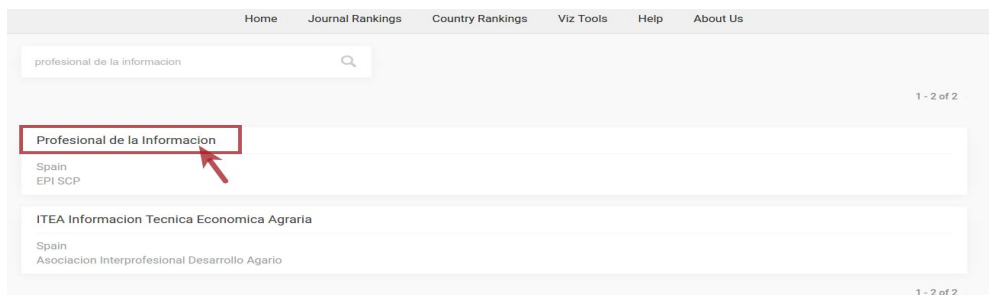 Home Journal Rankings Country Rankings Viz Tools Help About Us
profesional de la informacion
1 - 2 of 2
Profesional de la Informacion
Spain
EPI SCP
ITEA Informacion Tecnica Economica Agraria
Spain
Asociacion Interprofesional Desarrollo Agario
1 - 2 of 2